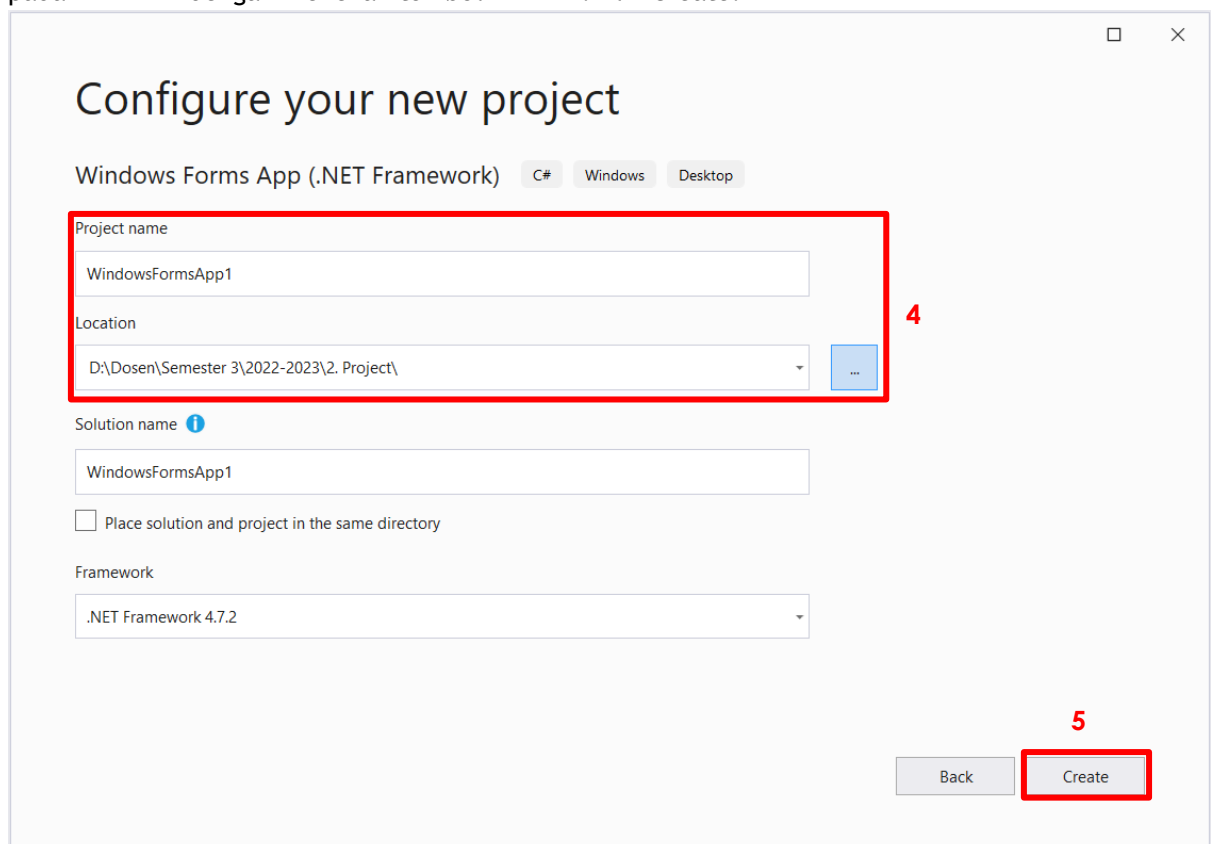 Configure your new project
Windows Forms App (.NET Framework) C# Windows Desktop
Project name
WindowsFormsApp1
Location
4
D:\Dosen\Semester 3\2022-2023\2. Project\
...
Solution name
WindowsFormsApp1
Place solution and project in the same directory
Framework
.NET Framework 4.7.2
5
Back Create